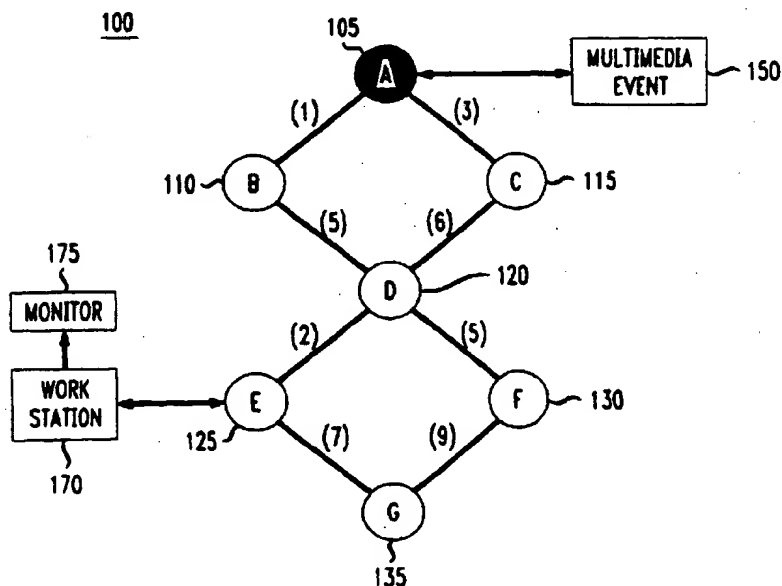 100
105
A
MULTIMEDIA
EVENT
150
(1)
(3)
110
B
C
115
(5)
(6)
175
MONITOR
D
120
(2)
(5)
WORK
STATION
170
E
125
F
130
(7)
(9)
G
135